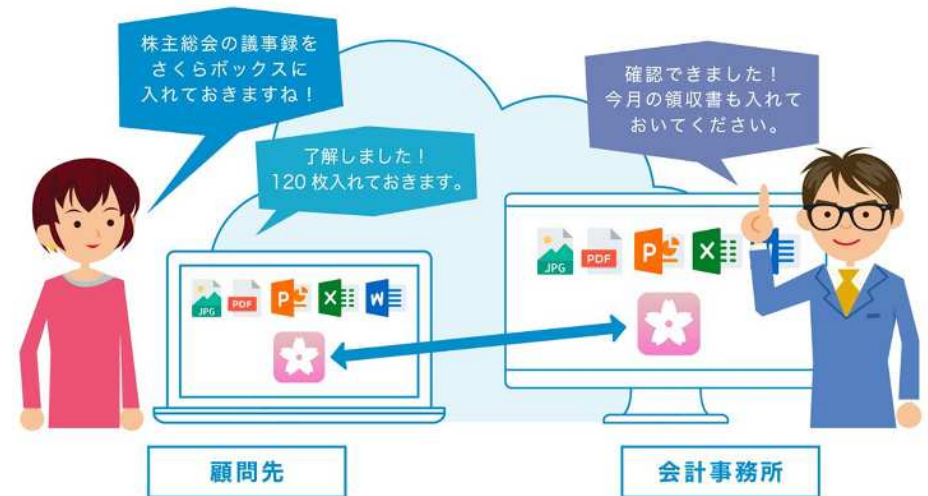 株主総会の議事録を
さくらボックスに
入れておきますね！
確認できました！
今月の領収書も入れて
おいてください。
了解しました！
120枚入れておきます。
JPG
PDF
P
X
W
JPG
PDF
P
X
顧問先
会計事務所